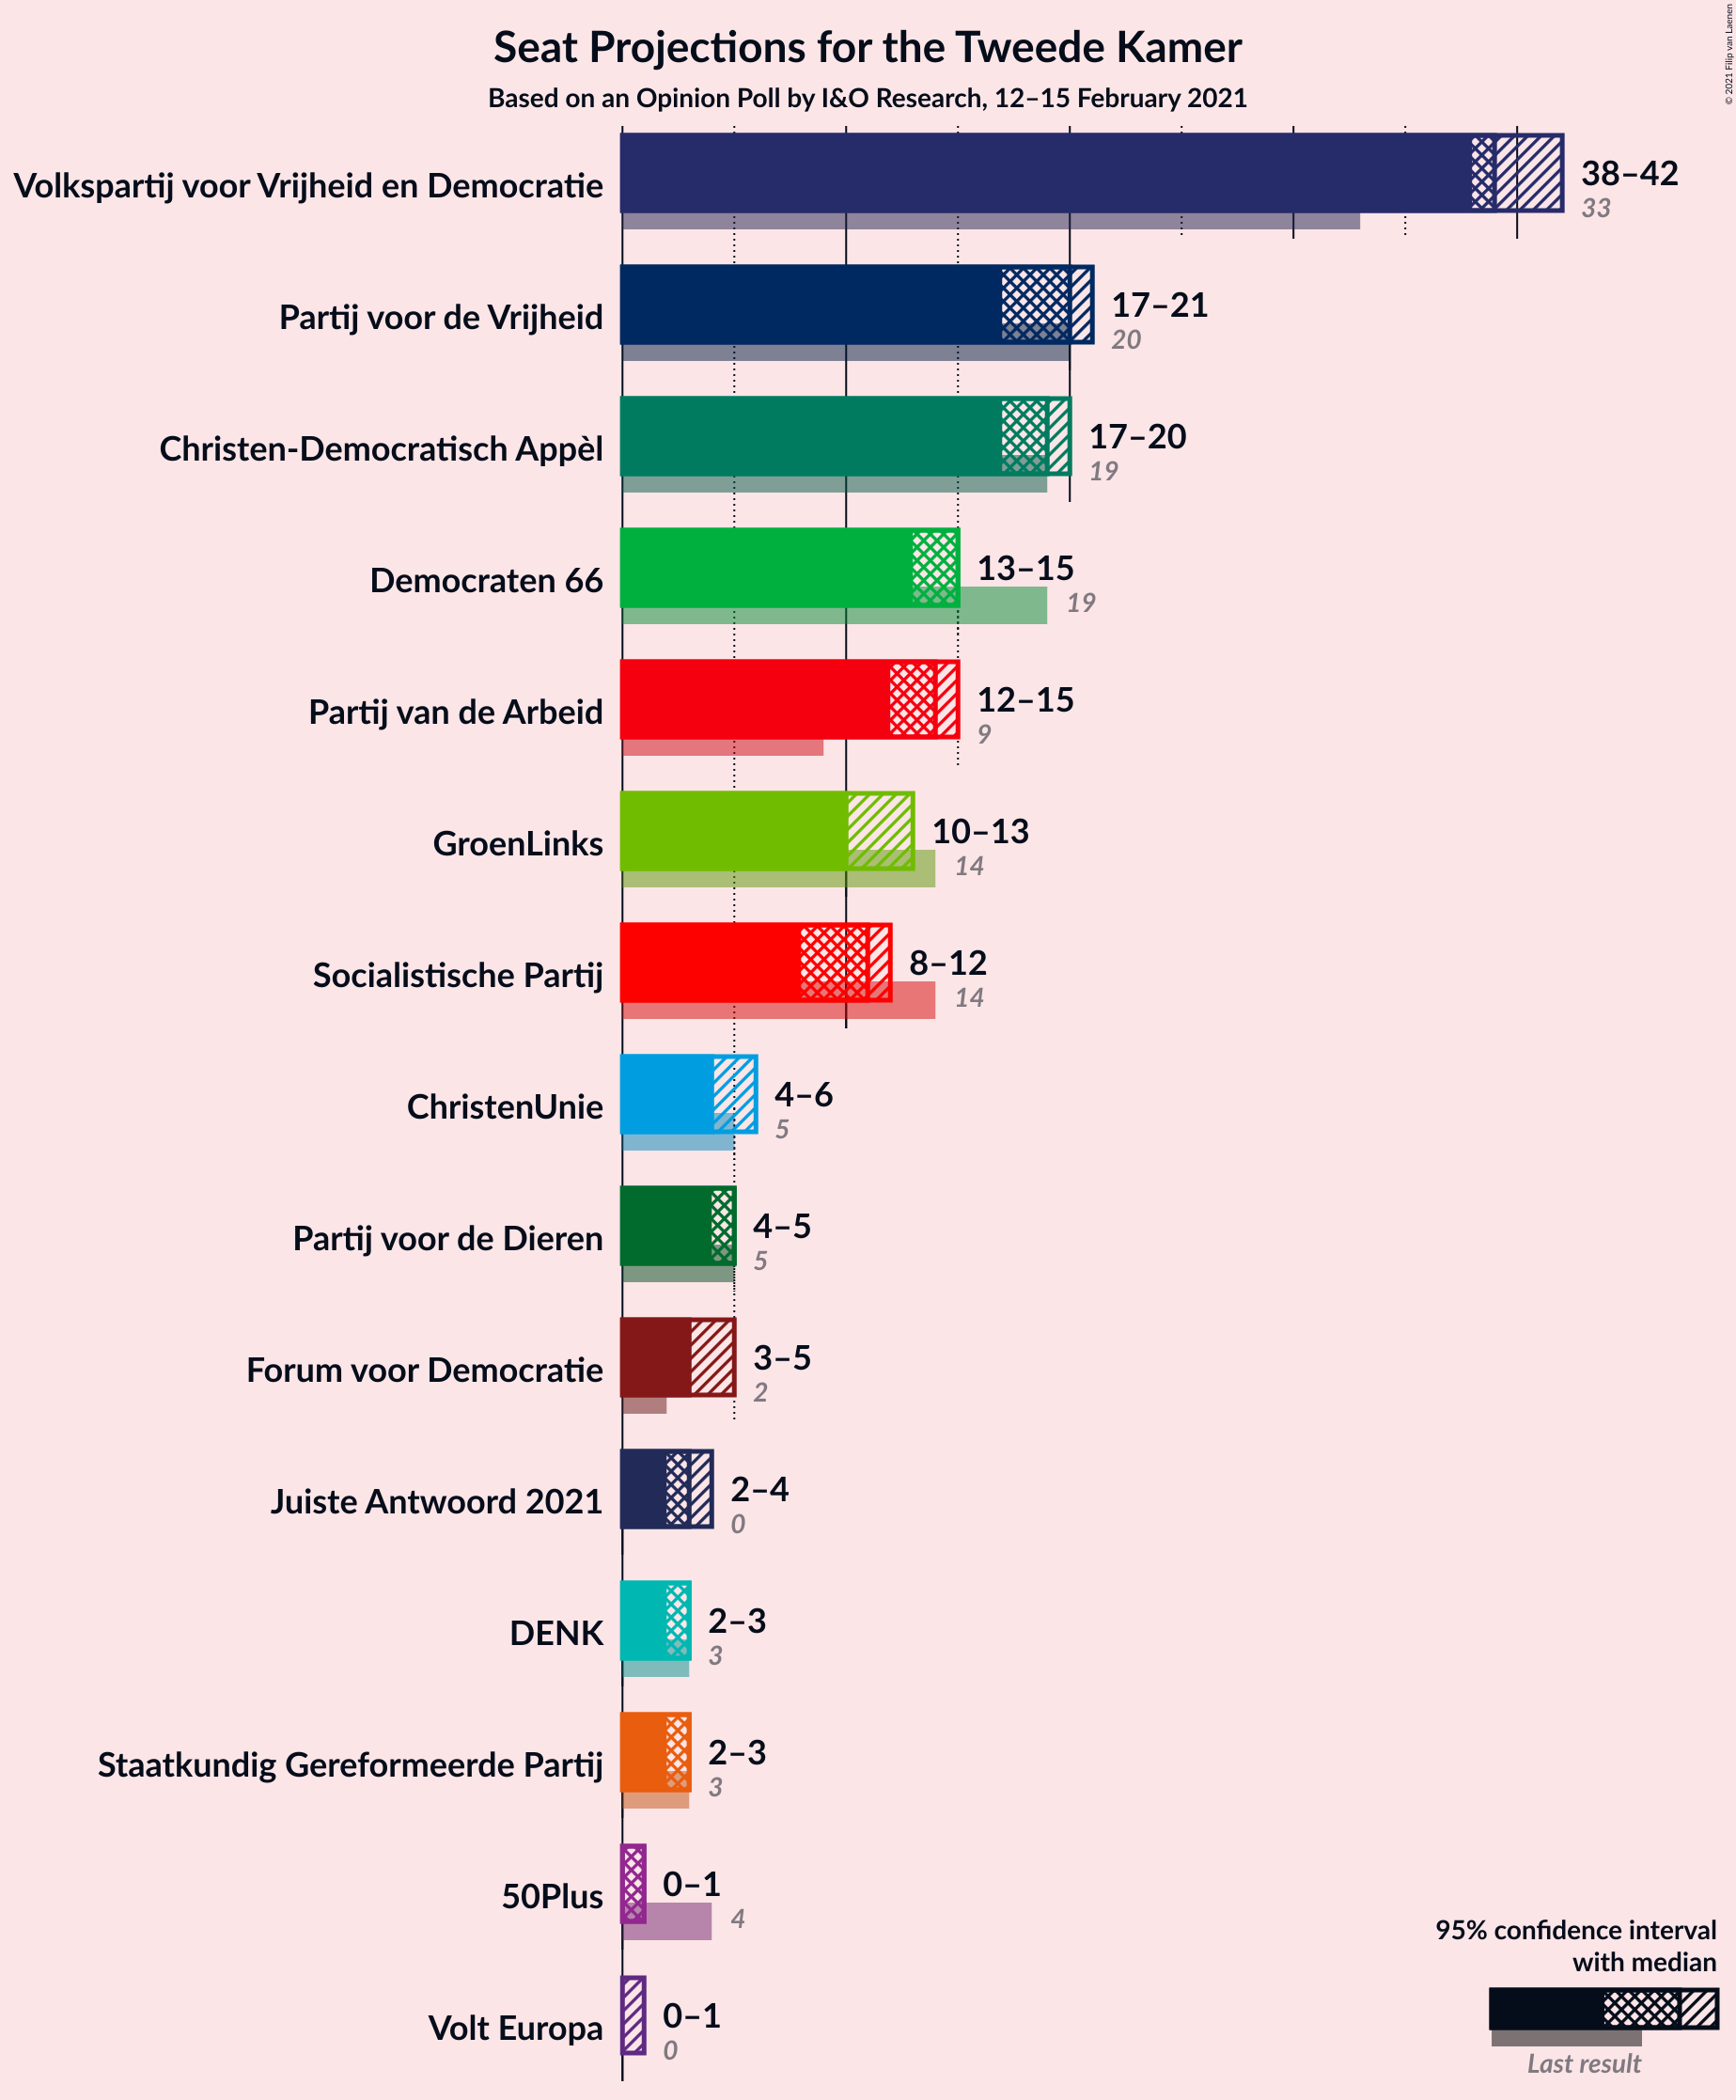 Seat Projections for the Tweede Kamer
Based on an Opinion Poll by I&O Research, 12–15 February 2021
© 2021 Filip van Laenen
Volkspartij voor Vrijheid en Democratie
38–42
33
Partij voor de Vrijheid
17–21
20
Christen-Democratisch Appèl
17–20
19
Democraten 66
13–15
19
Partij van de Arbeid
12–15
9
GroenLinks
10–13
14
Socialistische Partij
8–12
14
ChristenUnie
4–6
5
Partij voor de Dieren
4–5
5
Forum voor Democratie
3–5
2
Juiste Antwoord 2021
2–4
0
DENK
2–3
3
Staatkundig Gereformeerde Partij
2–3
3
50Plus
0–1
4
Volt Europa
0–1
0
95% confidence interval
with median
Last result